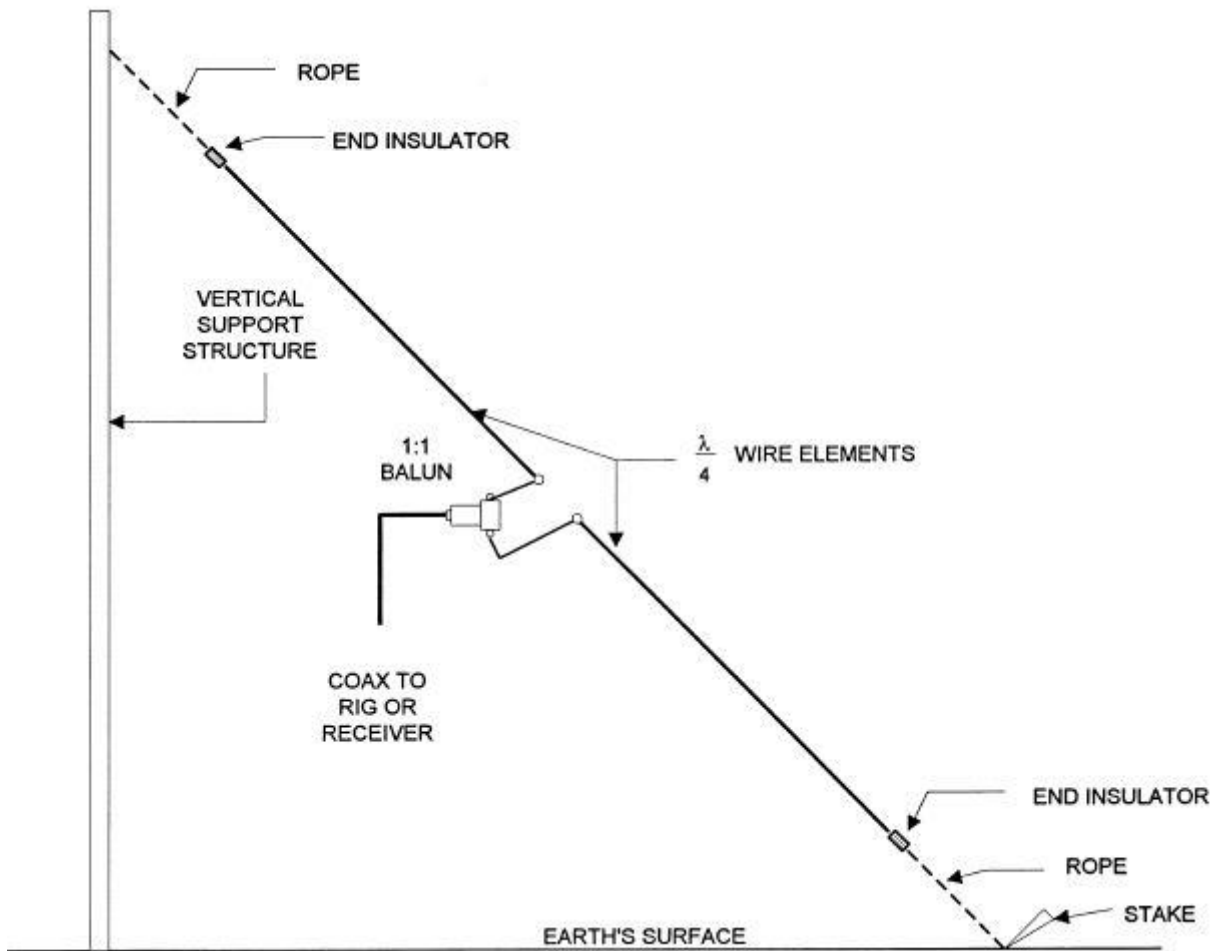 ROPE
END INSULATOR
VERTICAL
SUPPORT
STRUCTURE
1:1
BALUN
λ
4
WIRE ELEMENTS
COAX TO
RIG OR
RECEIVER
END INSULATOR
ROPE
STAKE
EARTH'S SURFACE